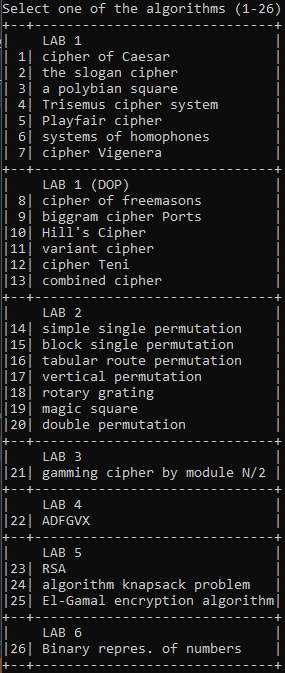 Select one of the algorithms (1-26)
+--+------------------------------+
|  | LAB 1                        |
| 1| cipher of Caesar             |
| 2| the slogan cipher            |
| 3| a polybian square            |
| 4| Trisemus cipher system       |
| 5| Playfair cipher              |
| 6| systems of homophones        |
| 7| cipher Vigenera              |
+--+------------------------------+
|  | LAB 1 (DOP)                  |
| 8| cipher of freemasons         |
| 9| biggram cipher Ports         |
|10| Hill's Cipher                |
|11| variant cipher               |
|12| cipher Teni                  |
|13| combined cipher              |
+--+------------------------------+
|  | LAB 2                        |
|14| simple single permutation    |
|15| block single permutation     |
|16| tabular route permutation    |
|17| vertical permutation         |
|18| rotary grating               |
|19| magic square                 |
|20| double permutation           |
+--+------------------------------+
|  | LAB 3                        |
|21| gamming cipher by module N/2 |
+--+------------------------------+
|  | LAB 4                        |
|22| ADFGVX                       |
+--+------------------------------+
|  | LAB 5                        |
|23| RSA                          |
|24| algorithm knapsack problem   |
|25| El-Gamal encryption algorithm|
+--+------------------------------+
|  | LAB 6                        |
|26| Binary repres. of numbers    |
+--+------------------------------+